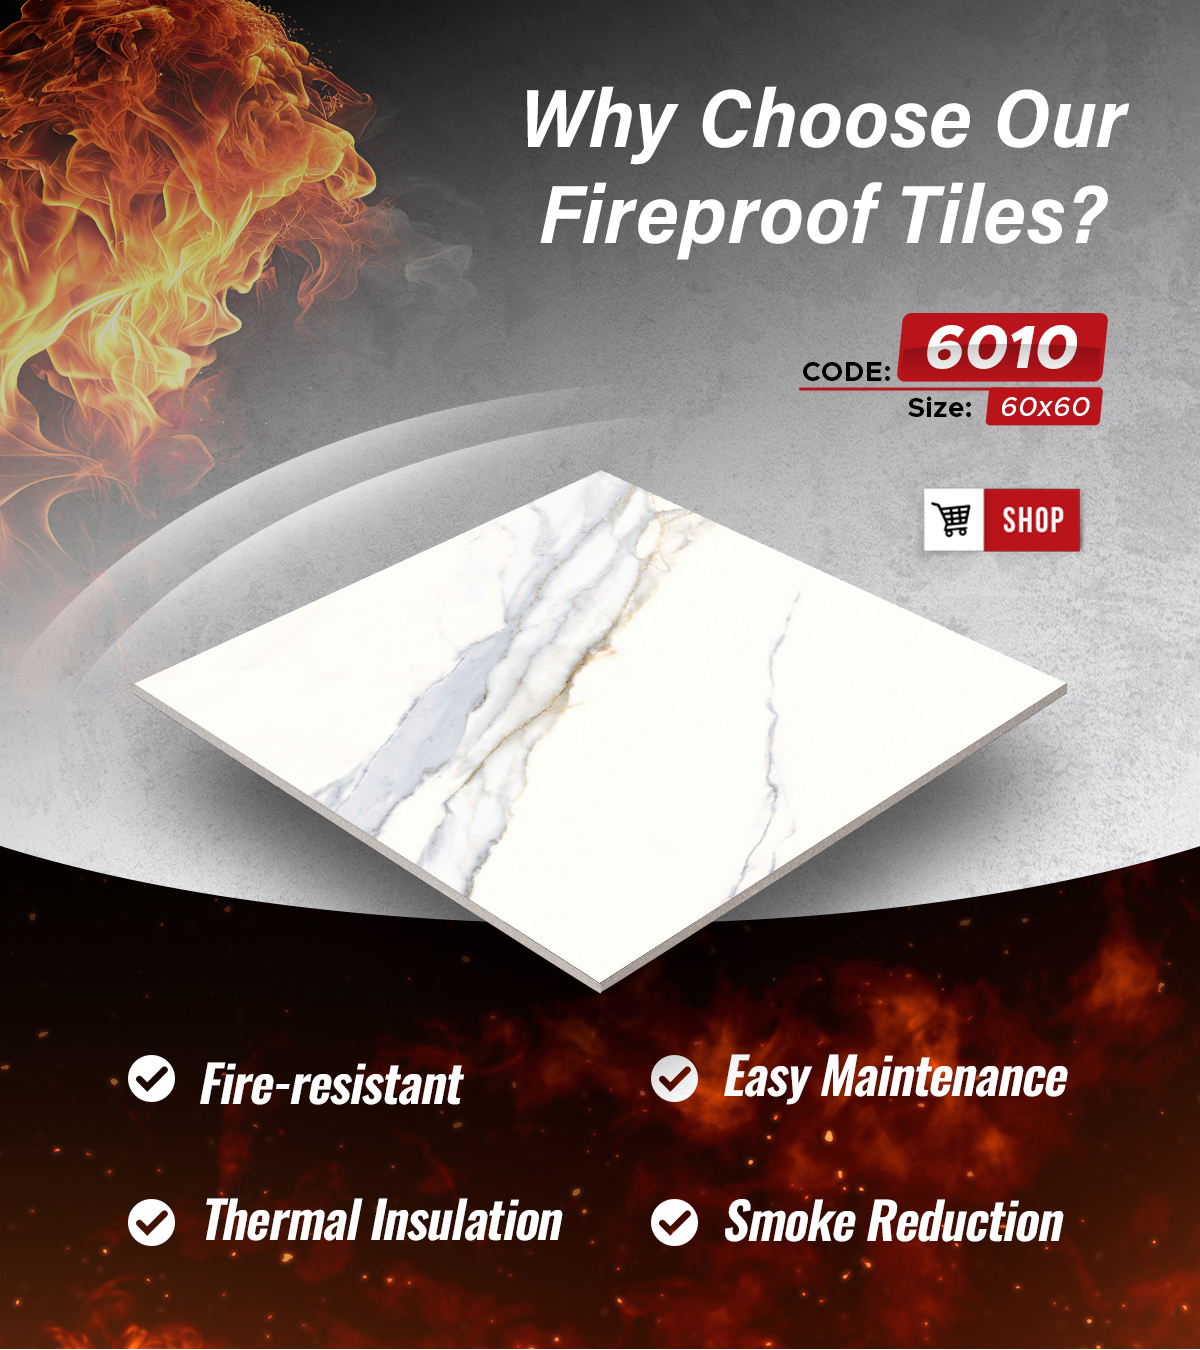 Why Choose Our
Fireproof Tiles?
CODE: 6010
Size: 60x60
SHOP
Fire-resistant
Easy Maintenance
Thermal Insulation
Smoke Reduction